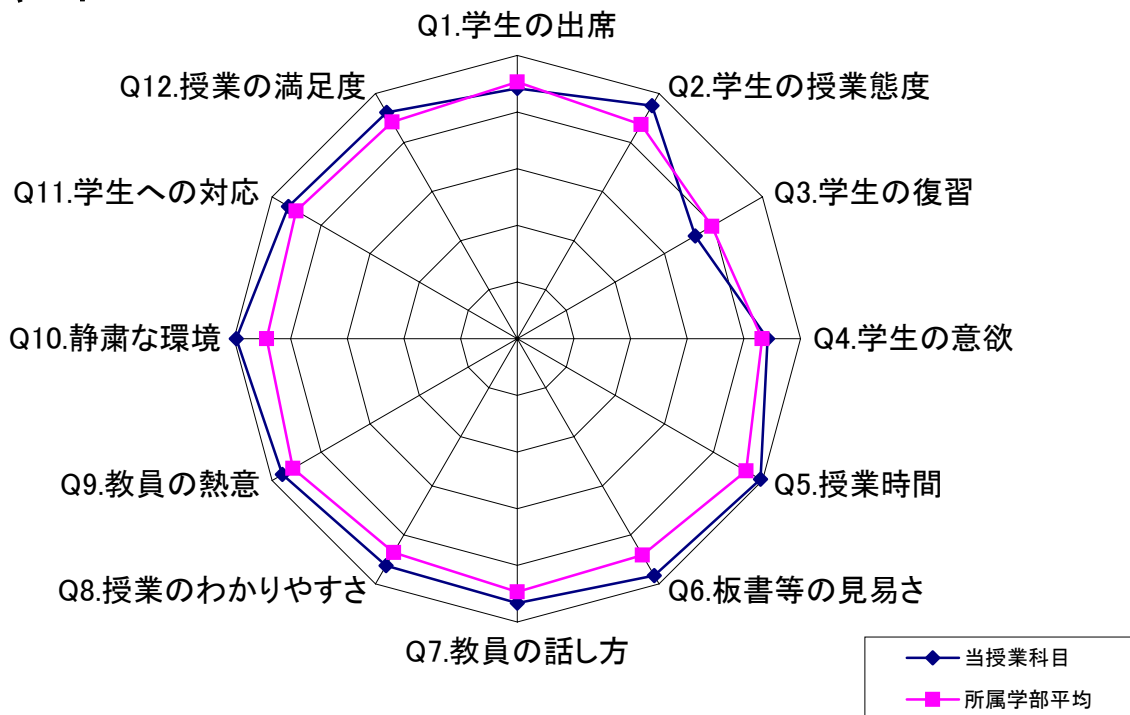 Q1.学生の出席
Q2.学生の授業態度
Q3.学生の復習
Q4.学生の意欲
Q5.授業時間
Q6.板書等の見易さ
Q7.教員の話し方
Q8.授業のわかりやすさ
Q9.教員の熱意
Q10.静粛な環境
Q11.学生への対応
Q12.授業の満足度
当授業科目
所属学部平均